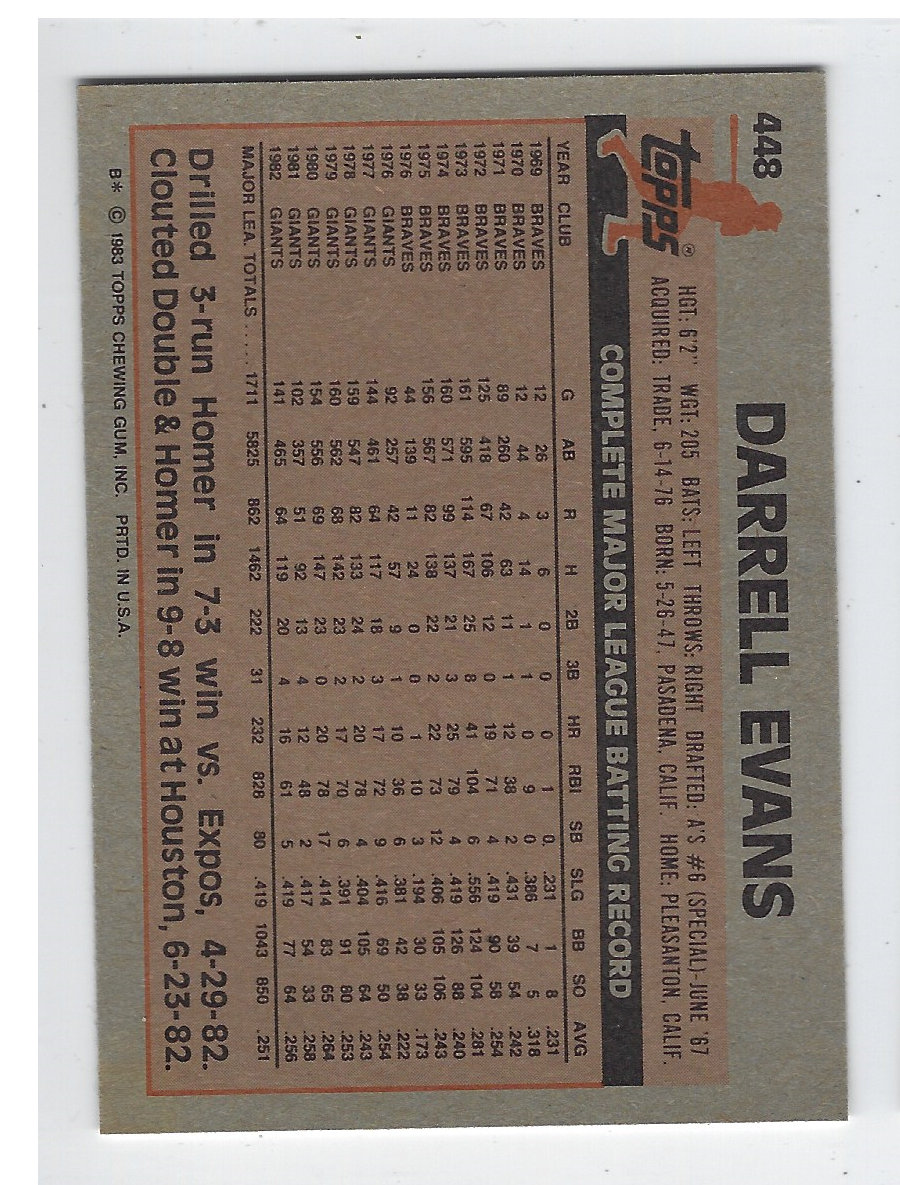 448
DARRELL EVANS
Topps®
HGT: 6'2" WGT: 205 BATS: LEFT THROWS: RIGHT DRAFTED: A'S #6 (SPECIAL)-JUNE '67
ACQUIRED: TRADE, 6-14-76 BORN: 5-26-47, PASADENA, CALIF. HOME: PLEASANTON, CALIF.
COMPLETE MAJOR LEAGUE BATTING RECORD
YEAR CLUB G AB R H 2B 3B HR RBI SB SLG BB SO AVG
1969 BRAVES 12 26 3 6 0 0 0 1 0 .231 1 8 .231
1970 BRAVES 12 44 4 14 1 1 0 9 0 .386 7 5 .318
1971 BRAVES 89 260 42 63 11 1 12 38 2 .431 39 54 .242
1972 BRAVES 125 418 67 106 12 0 19 71 4 .419 90 58 .254
1973 BRAVES 161 595 114 167 25 8 41 104 6 .556 124 104 .281
1974 BRAVES 160 571 99 137 21 3 25 79 4 .419 126 88 .240
1975 BRAVES 156 567 82 138 22 2 22 73 12 .406 105 106 .243
1976 BRAVES 44 139 11 24 0 0 1 10 3 .194 30 33 .173
1976 GIANTS 92 257 42 57 9 1 10 36 6 .381 42 38 .222
1977 GIANTS 144 461 64 117 18 3 17 72 9 .416 69 50 .254
1978 GIANTS 159 547 82 133 24 2 20 78 4 .404 105 64 .243
1979 GIANTS 160 562 68 142 23 2 17 70 6 .391 91 80 .253
1980 GIANTS 154 556 69 147 23 0 20 78 17 .414 83 65 .264
1981 GIANTS 102 357 51 92 13 4 12 48 2 .417 54 33 .258
1982 GIANTS 141 465 64 119 20 4 16 61 5 .419 77 64 .256
MAJOR LEA. TOTALS ..... 1711 5825 862 1462 222 31 232 828 80 .419 1043 850 .251
Drilled 3-run Homer in 7-3 win vs. Expos, 4-29-82.
Clouted Double & Homer in 9-8 win at Houston, 6-23-82.
B* © 1983 TOPPS CHEWING GUM, INC. PRTD. IN U.S.A.